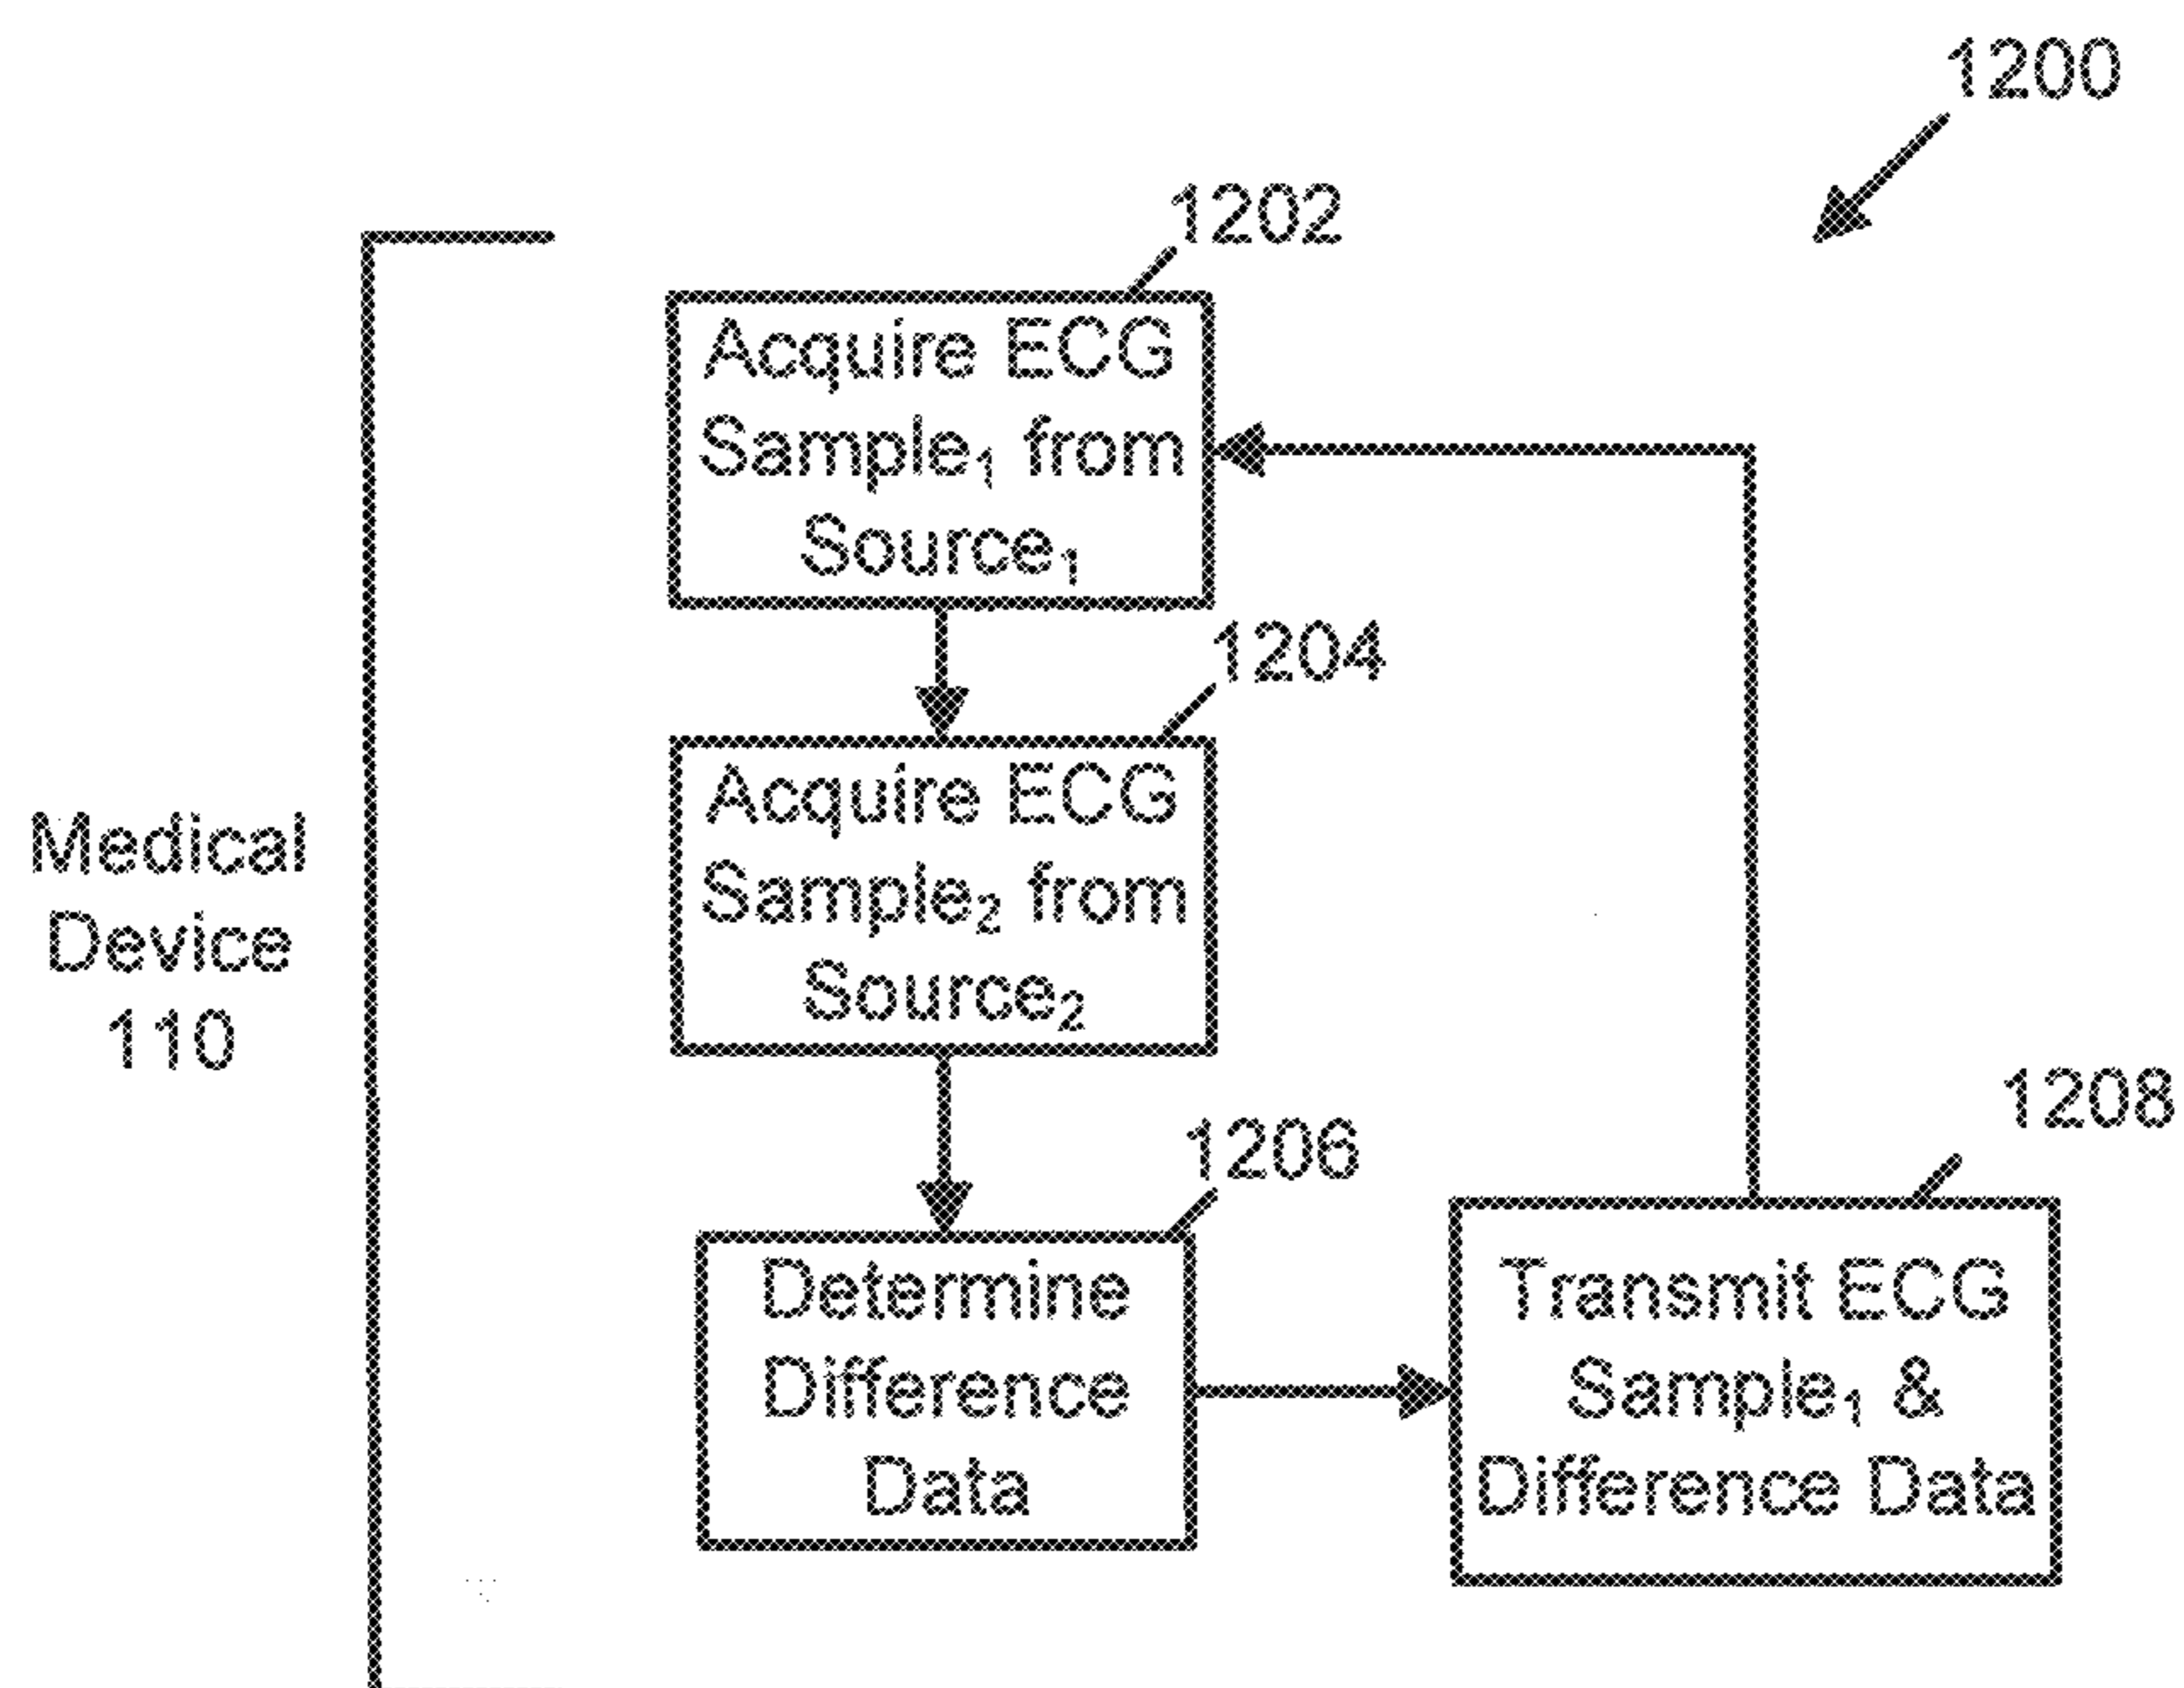 1200
1202
Acquire ECG
Sample₁ from
Source₁
1204
Acquire ECG
Sample₂ from
Source₂
Medical
Device
110
1206
Determine
Difference
Data
1208
Transmit ECG
Sample₁ &
Difference Data